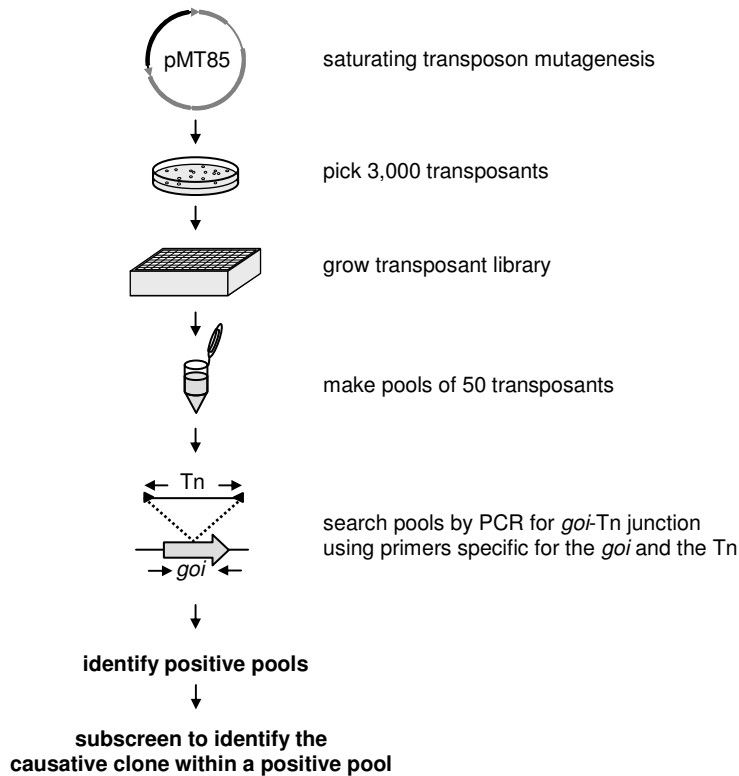 pMT85
saturating transposon mutagenesis
pick 3,000 transposants
grow transposant library
make pools of 50 transposants
Tn
goi
search pools by PCR for goi-Tn junction
using primers specific for the goi and the Tn
identify positive pools
subscreen to identify the
causative clone within a positive pool